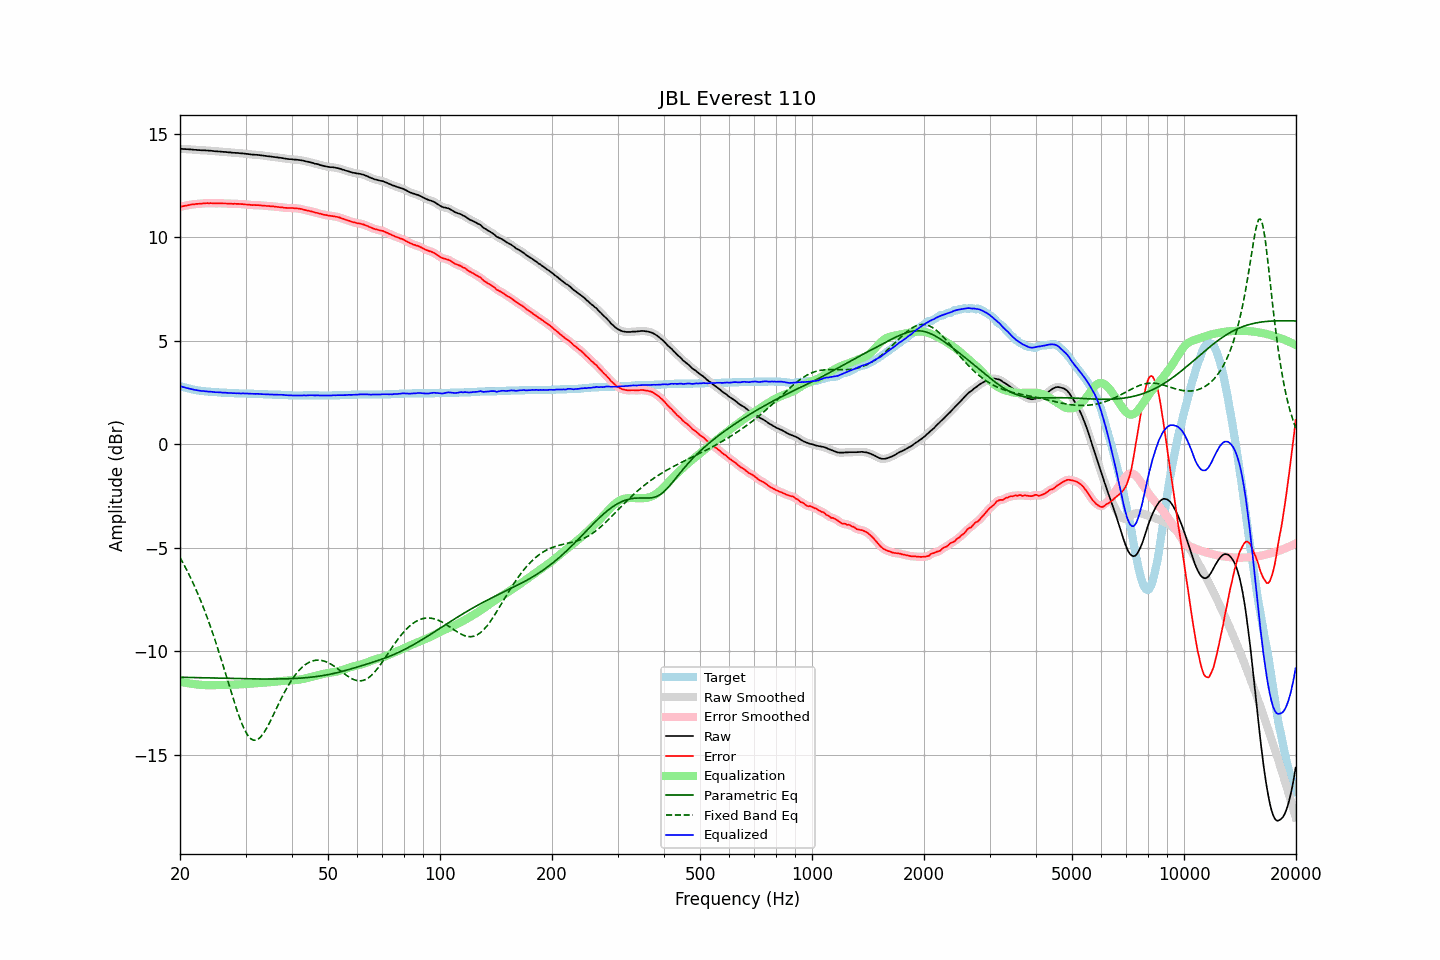 JBL Everest 110
15
10
5
0
−5
−10
−15
Amplitude (dBr)
Target
Raw Smoothed
Error Smoothed
Raw
Error
Equalization
Parametric Eq
Fixed Band Eq
Equalized
20 50 100 200 500 1000 2000 5000 10000 20000
Frequency (Hz)